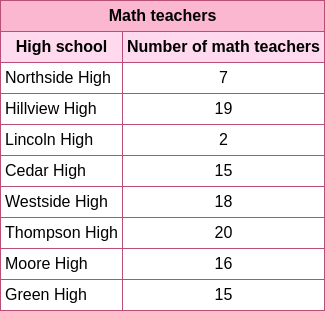 Math teachers
High school Number of math teachers
Northside High 7
Hillview High 19
Lincoln High 2
Cedar High 15
Westside High 18
Thompson High 20
Moore High 16
Green High 15